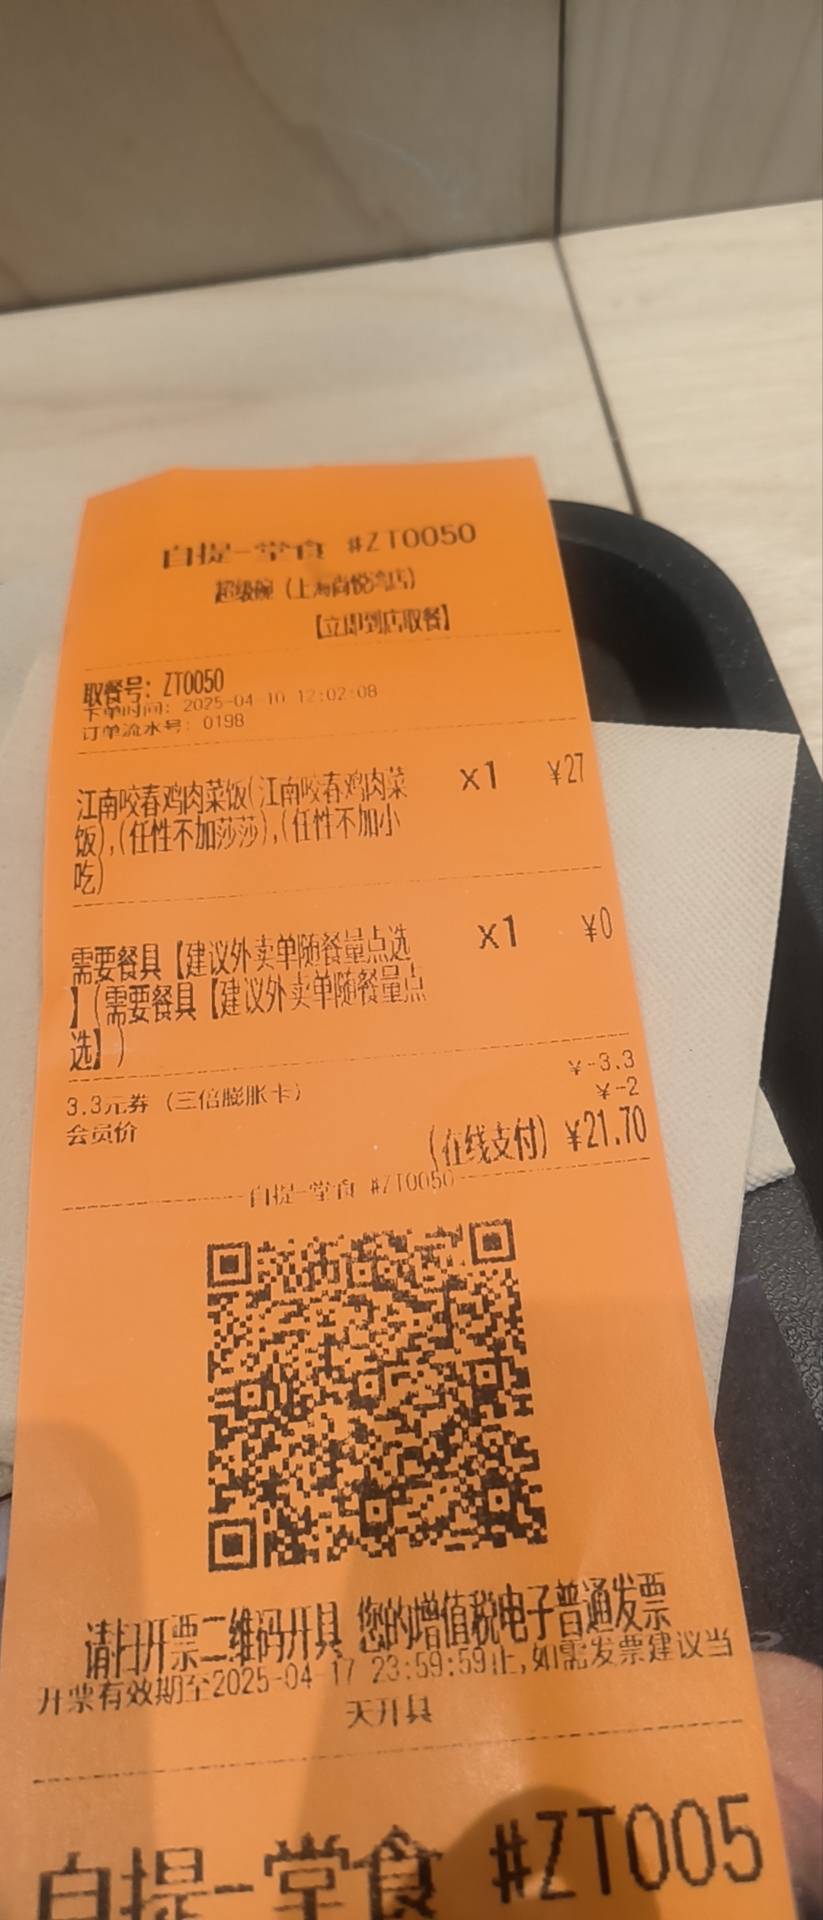 自提-堂食 #ZT0050
超级碗（上海尚悦湾店）
【立即到店取餐】
取餐号: ZT0050
下单时间: 2025-04-10 12:02:08
订单流水号: 0198
江南咬春鸡肉菜饭(江南咬春鸡肉菜 x1 ¥27
饭),(任性不加莎莎),(任性不加小
吃)
需要餐具【建议外卖单随餐量点选 x1 ¥0
】(需要餐具【建议外卖单随餐量点
选】)
3.3元券（三倍膨胀卡） ¥-3.3
会员价 ¥-2
(在线支付) ¥21.70
自提-堂食 #ZT0050
请扫开票二维码开具 您的增值税电子普通发票
开票有效期至2025-04-17 23:59:59止,如需发票建议当
天开具
自提-堂食 #ZT005